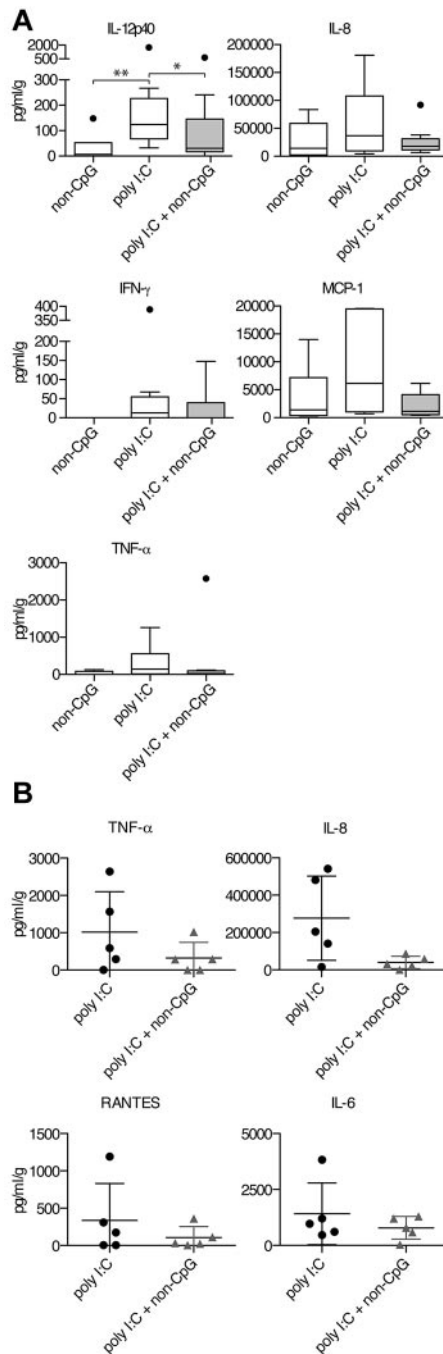 A
IL-12p40
IL-8
pg/ml/g
2000
500
300
200
100
0
**
*
150000
100000
50000
0
non-CpG
poly I:C
poly I:C + non-CpG
non-CpG
poly I:C
poly I:C + non-CpG
IFN-γ
MCP-1
pg/ml/g
400
350
200
150
100
50
0
20000
15000
10000
5000
0
non-CpG
poly I:C
poly I:C + non-CpG
non-CpG
poly I:C
poly I:C + non-CpG
TNF-α
pg/ml/g
3000
2000
1000
0
non-CpG
poly I:C
poly I:C + non-CpG
B
TNF-α
IL-8
pg/ml/g
3000
2000
1000
0
600000
400000
200000
0
poly I:C
poly I:C + non-CpG
poly I:C
poly I:C + non-CpG
RANTES
IL-6
pg/ml/g
1500
1000
500
0
5000
2500
0
poly I:C
poly I:C + non-CpG
poly I:C
poly I:C + non-CpG